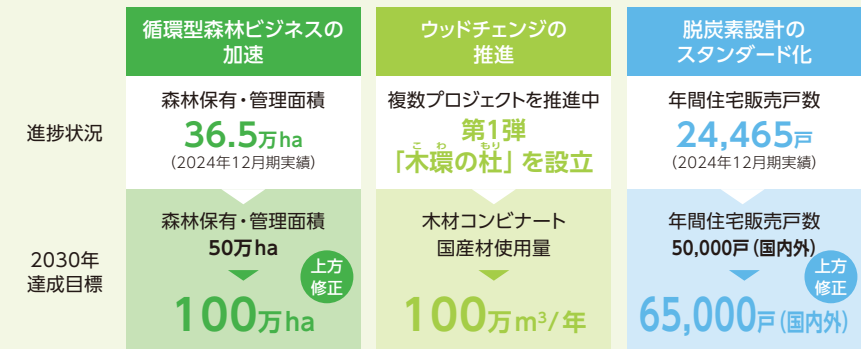 循環型森林ビジネスの
加速
ウッドチェンジの
推進
脱炭素設計の
スタンダード化
進捗状況
森林保有・管理面積
36.5万ha
(2024年12月期実績)
複数プロジェクトを推進中
第1弾
こ わ もり
「木環の杜」を設立
年間住宅販売戸数
24,465戸
(2024年12月期実績)
2030年
達成目標
森林保有・管理面積
50万ha
上方
修正
100万ha
木材コンビナート
国産材使用量
100万m³/年
年間住宅販売戸数
50,000戸(国内外)
上方
修正
65,000戸(国内外)